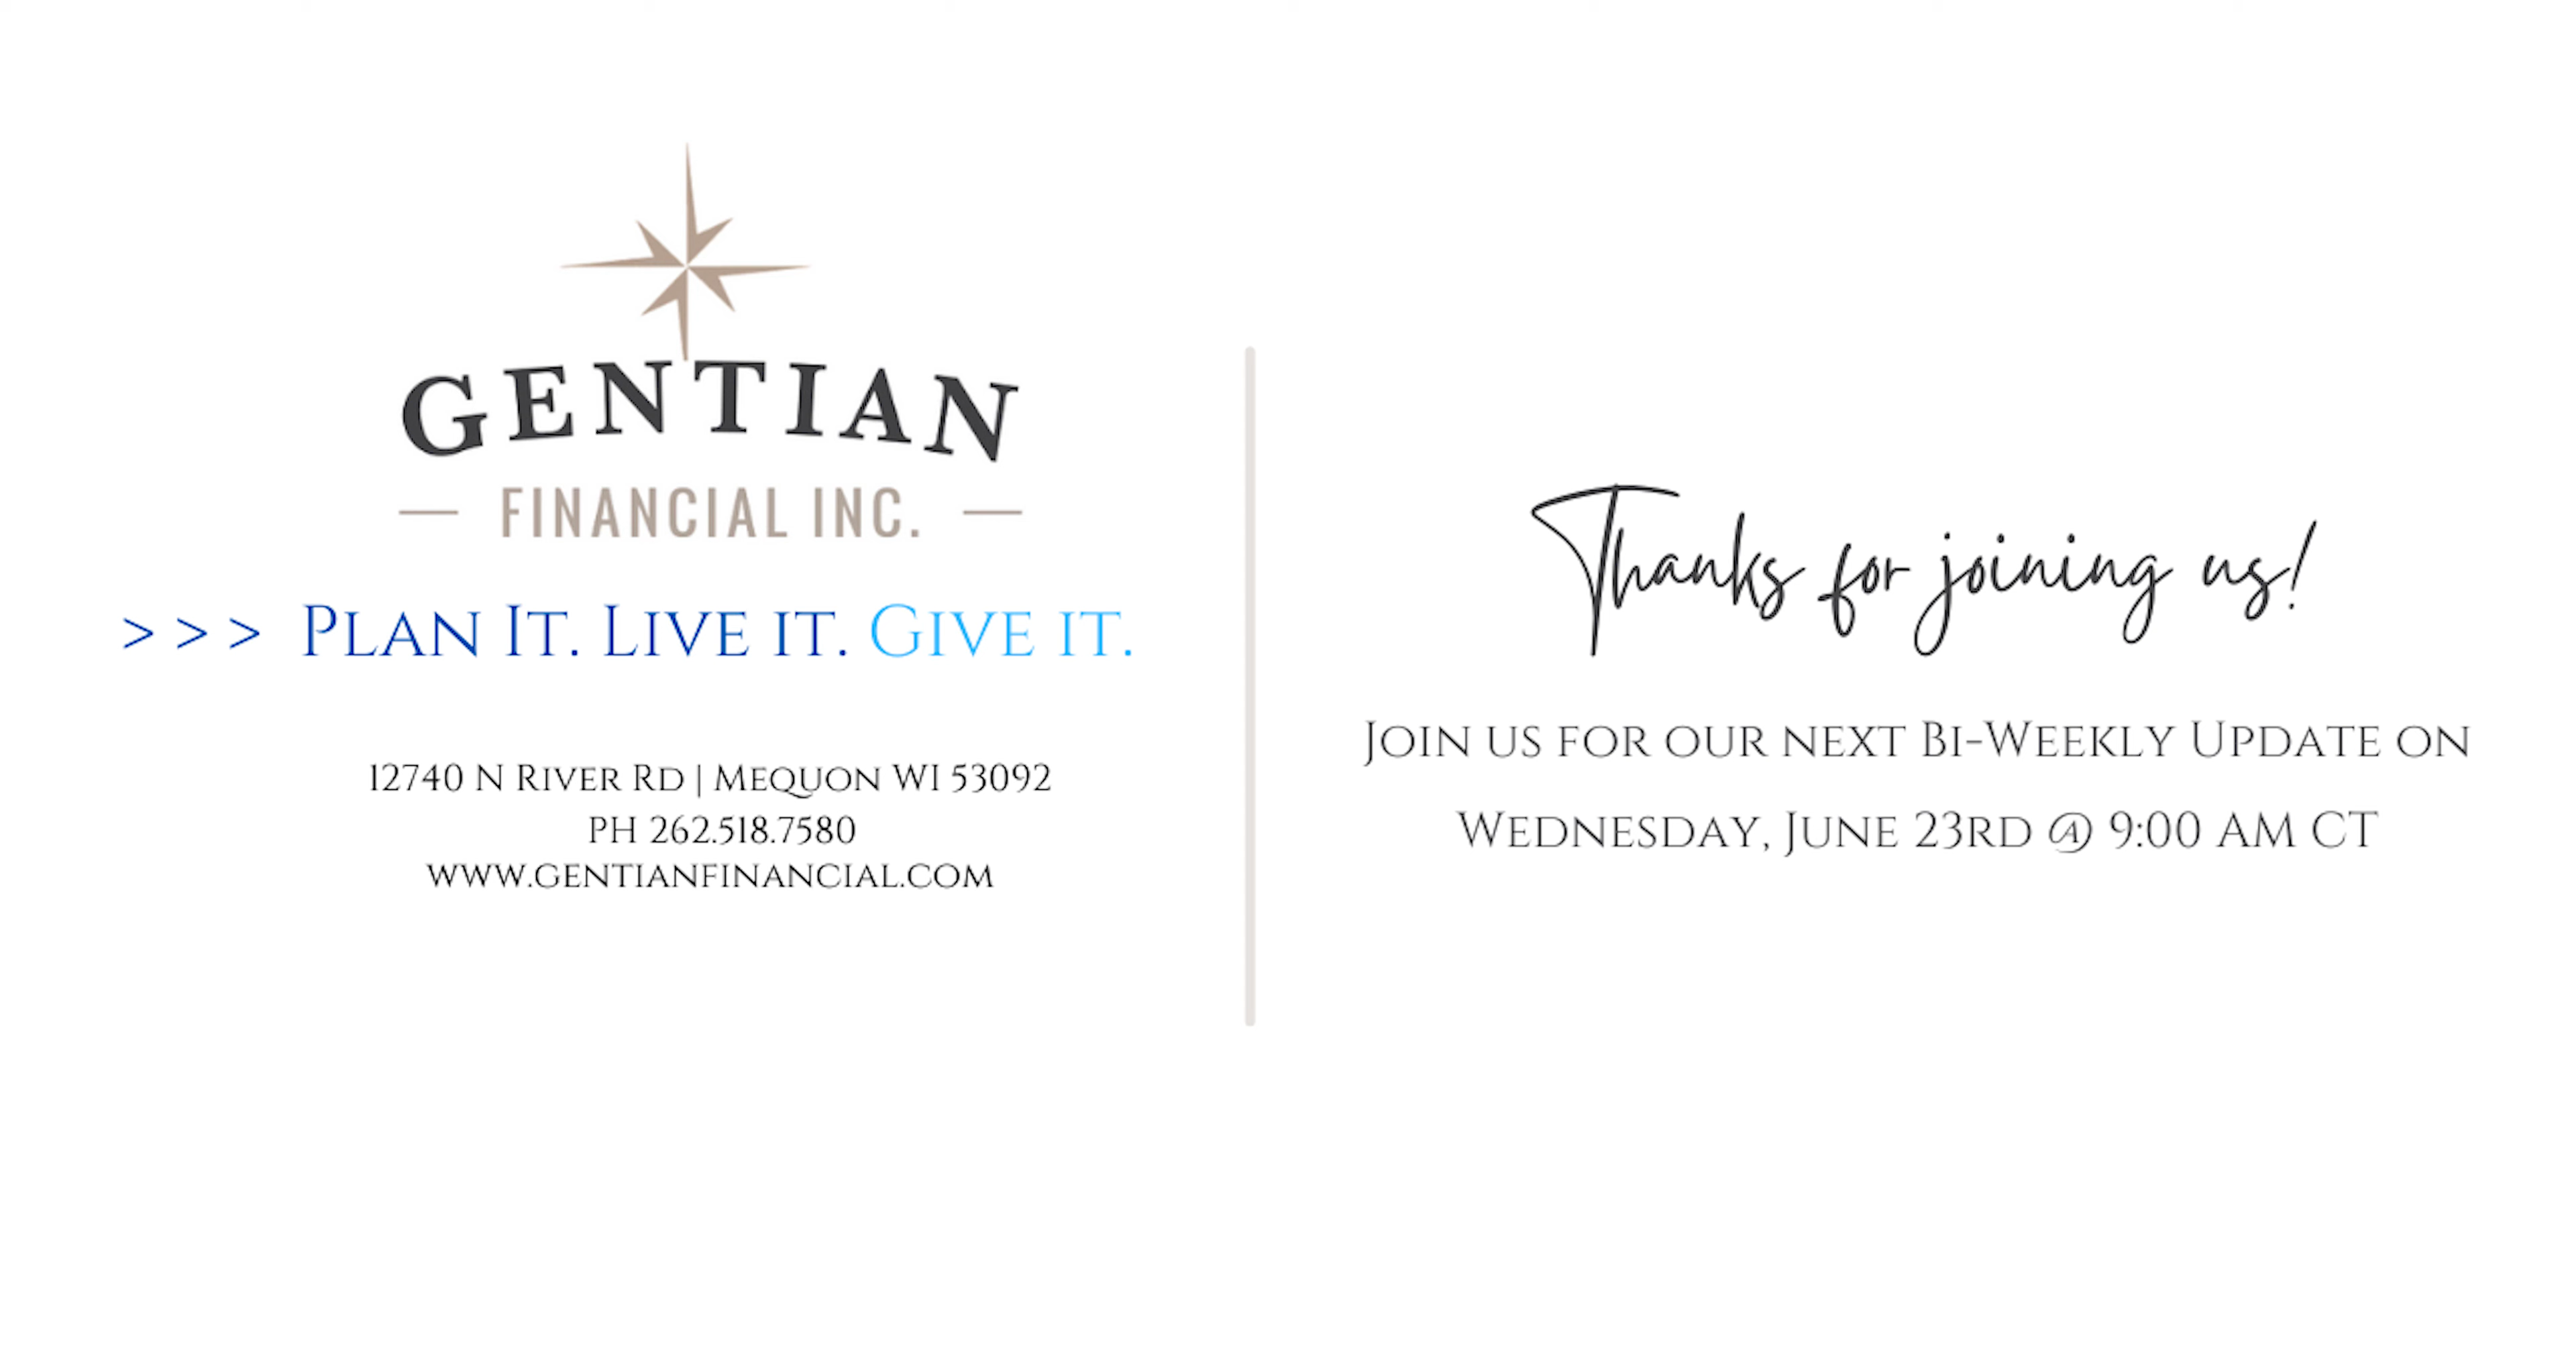 GENTIAN
FINANCIAL INC.
>>> Plan It. Live it. Give it.
12740 N River Rd | Mequon WI 53092
PH 262.518.7580
www.gentianfinancial.com
Thanks for joining us!
Join us for our next Bi-Weekly Update on
Wednesday, June 23rd @ 9:00 AM CT